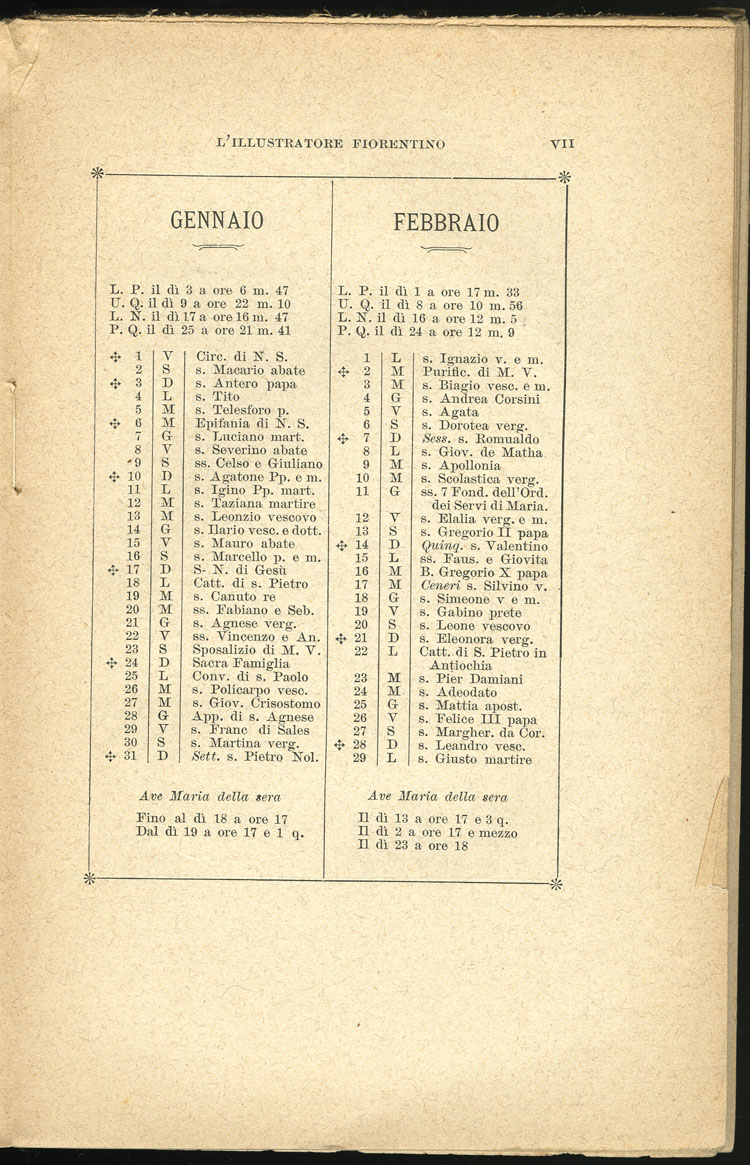 L'ILLUSTRATORE FIORENTINO VII
GENNAIO
L. P. il dì 3 a ore 6 m. 47
U. Q. il dì 9 a ore 22 m. 10
L. N. il dì 17 a ore 16 m. 47
P. Q. il dì 25 a ore 21 m. 41
✣ 1 V Circ. di N. S.
2 S s. Macario abate
✣ 3 D s. Antero papa
4 L s. Tito
5 M s. Telesforo p.
✣ 6 M Epifania di N. S.
7 G s. Luciano mart.
8 V s. Severino abate
9 S ss. Celso e Giuliano
✣ 10 D s. Agatone Pp. e m.
11 L s. Igino Pp. mart.
12 M s. Taziana martire
13 M s. Leonzio vescovo
14 G s. Ilario vesc. e dott.
15 V s. Mauro abate
16 S s. Marcello p. e m.
✣ 17 D S- N. di Gesù
18 L Catt. di s. Pietro
19 M s. Canuto re
20 M ss. Fabiano e Seb.
21 G s. Agnese verg.
22 V ss. Vincenzo e An.
23 S Sposalizio di M. V.
✣ 24 D Sacra Famiglia
25 L Conv. di s. Paolo
26 M s. Policarpo vesc.
27 M s. Giov. Crisostomo
28 G App. di s. Agnese
29 V s. Franc di Sales
30 S s. Martina verg.
✣ 31 D Sett. s. Pietro Nol.
Ave Maria della sera
Fino al dì 18 a ore 17
Dal dì 19 a ore 17 e 1 q.
FEBBRAIO
L. P. il dì 1 a ore 17 m. 33
U. Q. il dì 8 a ore 10 m. 56
L. N. il dì 16 a ore 12 m. 5
P. Q. il dì 24 a ore 12 m. 9
1 L s. Ignazio v. e m.
✣ 2 M Purific. di M. V.
3 M s. Biagio vesc. e m.
4 G s. Andrea Corsini
5 V s. Agata
6 S s. Dorotea verg.
✣ 7 D Sess. s. Romualdo
8 L s. Giov. de Matha
9 M s. Apollonia
10 M s. Scolastica verg.
11 G ss. 7 Fond. dell'Ord.
dei Servi di Maria.
12 V s. Elalia verg. e m.
13 S s. Gregorio II papa
✣ 14 D Quinq. s. Valentino
15 L ss. Faus. e Giovita
16 M B. Gregorio X papa
17 M Ceneri s. Silvino v.
18 G s. Simeone v e m.
19 V s. Gabino prete
20 S s. Leone vescovo
✣ 21 D s. Eleonora verg.
22 L Catt. di S. Pietro in
Antiochia
23 M s. Pier Damiani
24 M s. Adeodato
25 G s. Mattia apost.
26 V s. Felice III papa
27 S s. Margher. da Cor.
✣ 28 D s. Leandro vesc.
29 L s. Giusto martire
Ave Maria della sera
Il dì 13 a ore 17 e 3 q.
Il dì 2 a ore 17 e mezzo
Il dì 23 a ore 18